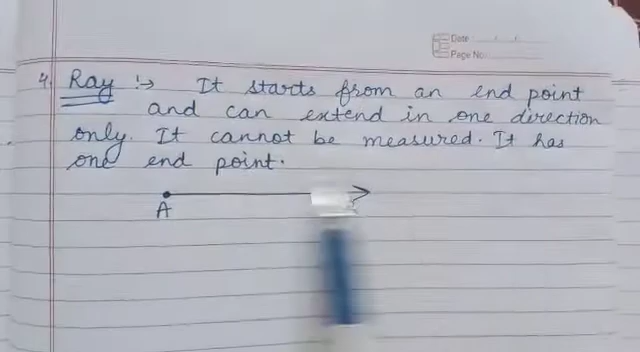 Date
Page No.
4. Ray :→ It starts from an end point
and can extend in one direction
only. It cannot be measured. It has
one end point.
A